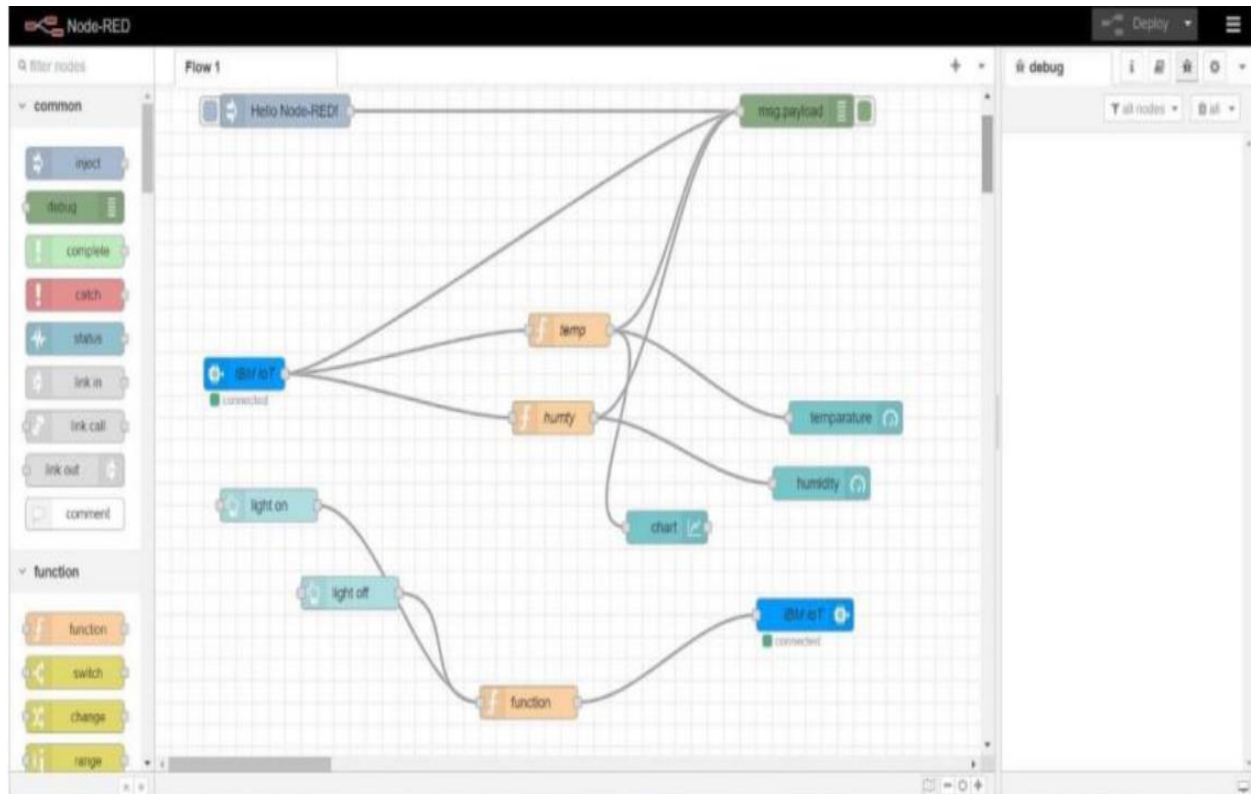 Node-RED
Deploy
filter nodes
Flow 1
debug
i
all nodes
all
common
inject
debug
complete
catch
status
link in
link call
link out
comment
function
function
switch
change
range
Hello Node-RED!
msg.payload
temp
IBM IoT
connected
humty
temparature
humidity
light on
chart
light off
IBM IoT
connected
function